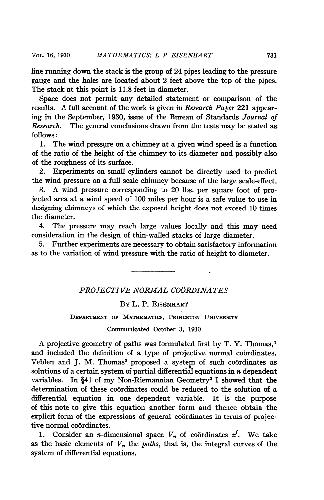 VOL. 16, 1930 MATHEMATICS: L. P. EISENHART 731
line running down the stack is the group of 24 pipes leading to the pressure
gauge and the holes are located about 2 feet above the top of the pipes.
The stack at this point is 11.8 feet in diameter.
Space does not permit any detailed statement or comparison of the
results. A full account of the work is given in Research Paper 221 appear-
ing in the September, 1930, issue of the Bureau of Standards Journal of
Research. The general conclusions drawn from the tests may be stated as
follows:
1. The wind pressure on a chimney at a given wind speed is a function
of the ratio of the height of the chimney to its diameter and possibly also
of the roughness of its surface.
2. Experiments on small cylinders cannot be directly used to predict
the wind pressure on a full scale chimney because of the large scale-effect.
3. A wind pressure corresponding to 20 lbs. per square foot of pro-
jected area at a wind speed of 100 miles per hour is a safe value to use in
designing chimneys of which the exposed height does not exceed 10 times
the diameter.
4. The pressure may reach large values locally and this may need
consideration in the design of thin-walled stacks of large diameter.
5. Further experiments are necessary to obtain satisfactory information
as to the variation of wind pressure with the ratio of height to diameter.
PROJECTIVE NORMAL COÖRDINATES
BY L. P. EISENHART
DEPARTMENT OF MATHEMATICS, PRINCETON UNIVERSITY
Communicated October 3, 1930
A projective geometry of paths was formulated first by T. Y. Thomas,¹
and included the definition of a type of projective normal coördinates.
Veblen and J. M. Thomas² proposed a system of such coördinates as
solutions of a certain system of partial differential equations in n dependent
variables. In §41 of my Non-Riemannian Geometry³ I showed that the
determination of these coördinates could be reduced to the solution of a
differential equation in one dependent variable. It is the purpose
of this note to give this equation another form and thence obtain the
explicit form of the expressions of general coördinates in terms of projec-
tive normal coördinates.
1. Consider an n-dimensional space Vₙ of coördinates xⁱ. We take
as the basic elements of Vₙ the paths, that is, the integral curves of the
system of differential equations.